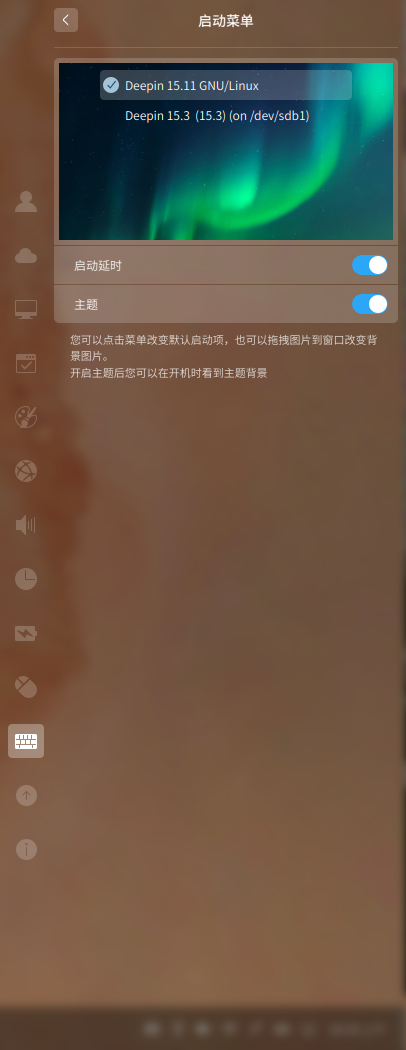 启动菜单
Deepin 15.11 GNU/Linux
Deepin 15.3 (15.3) (on /dev/sdb1)
启动延时
主题
您可以点击菜单改变默认启动项，也可以拖拽图片到窗口改变背
景图片。
开启主题后您可以在开机时看到主题背景